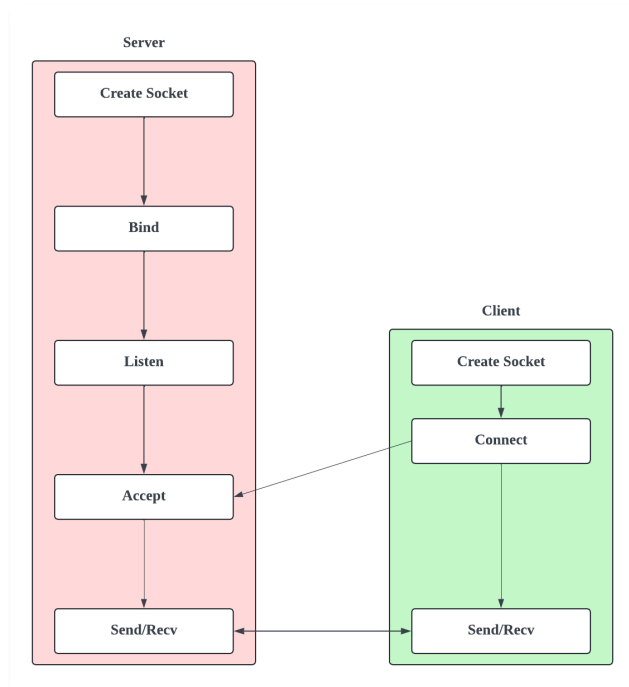 Server
Create Socket
Bind
Listen
Accept
Send/Recv
Client
Create Socket
Connect
Send/Recv